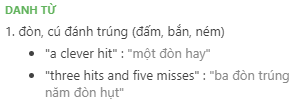 DANH TỪ
1. đòn, cú đánh trúng (đấm, bắn, ném)
• "a clever hit" : "một đòn hay"
• "three hits and five misses" : "ba đòn trúng
năm đòn hụt"